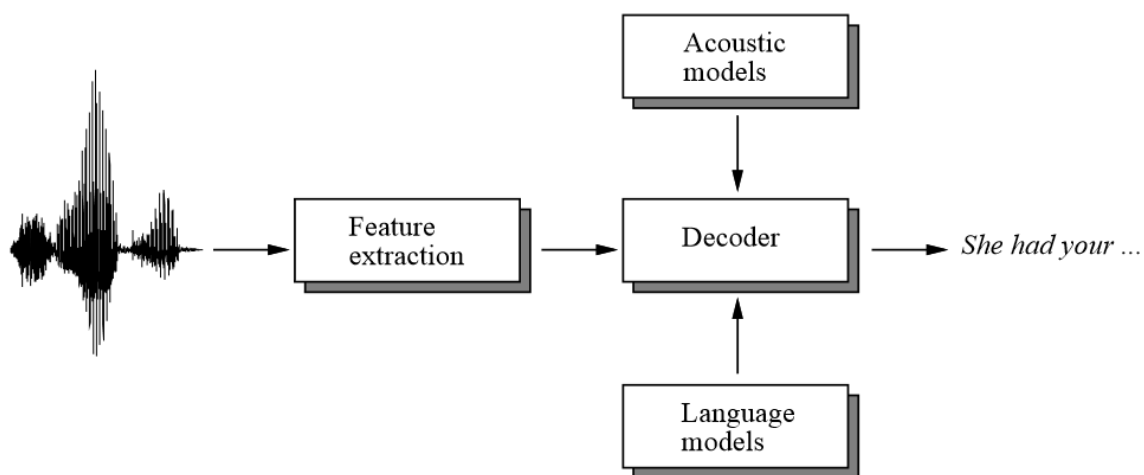 Acoustic
models
Feature
extraction
Decoder
She had your ...
Language
models